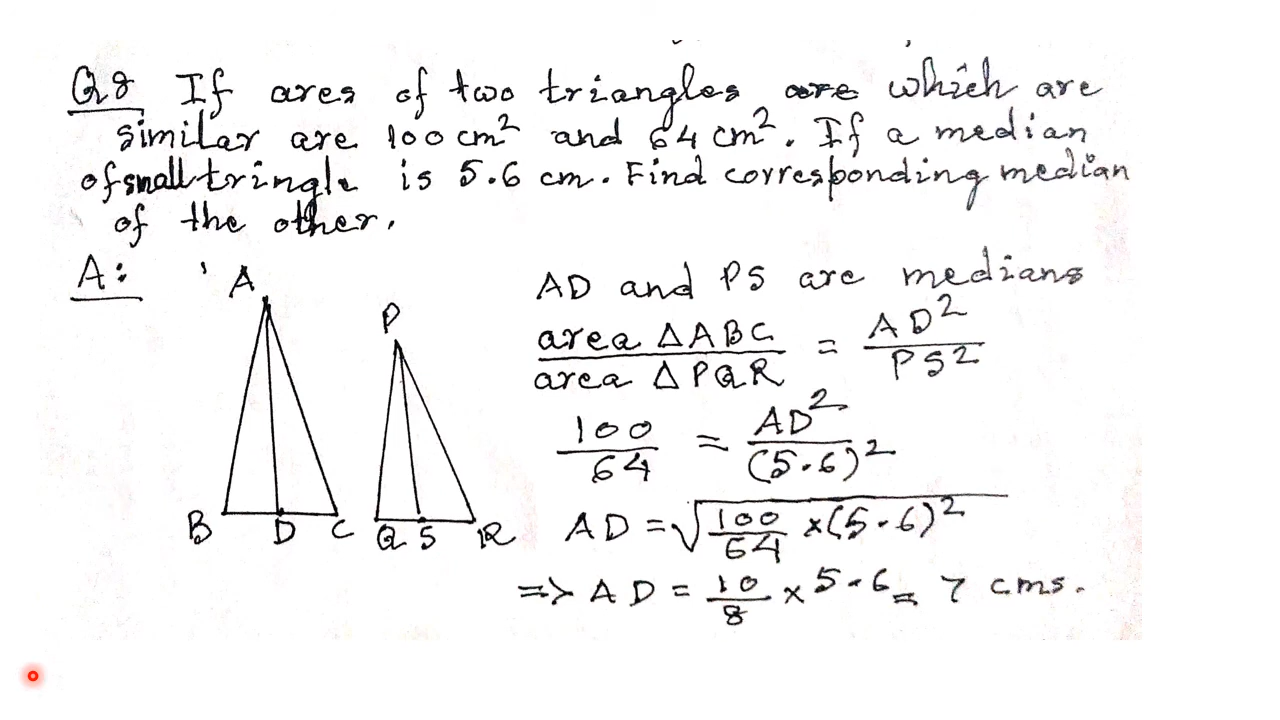 Q8 If ares of two triangles are which are
similar are 100 cm² and 64 cm². If a median
of small tringle is 5.6 cm. Find corresponding median
of the other.
A:
A
P
B D C Q S R
AD and PS are medians
area △ABC / area △PQR = AD² / PS²
100 / 64 = AD² / (5.6)²
AD = √(100/64 × (5.6)²)
=> AD = 10/8 × 5.6 = 7 cms.